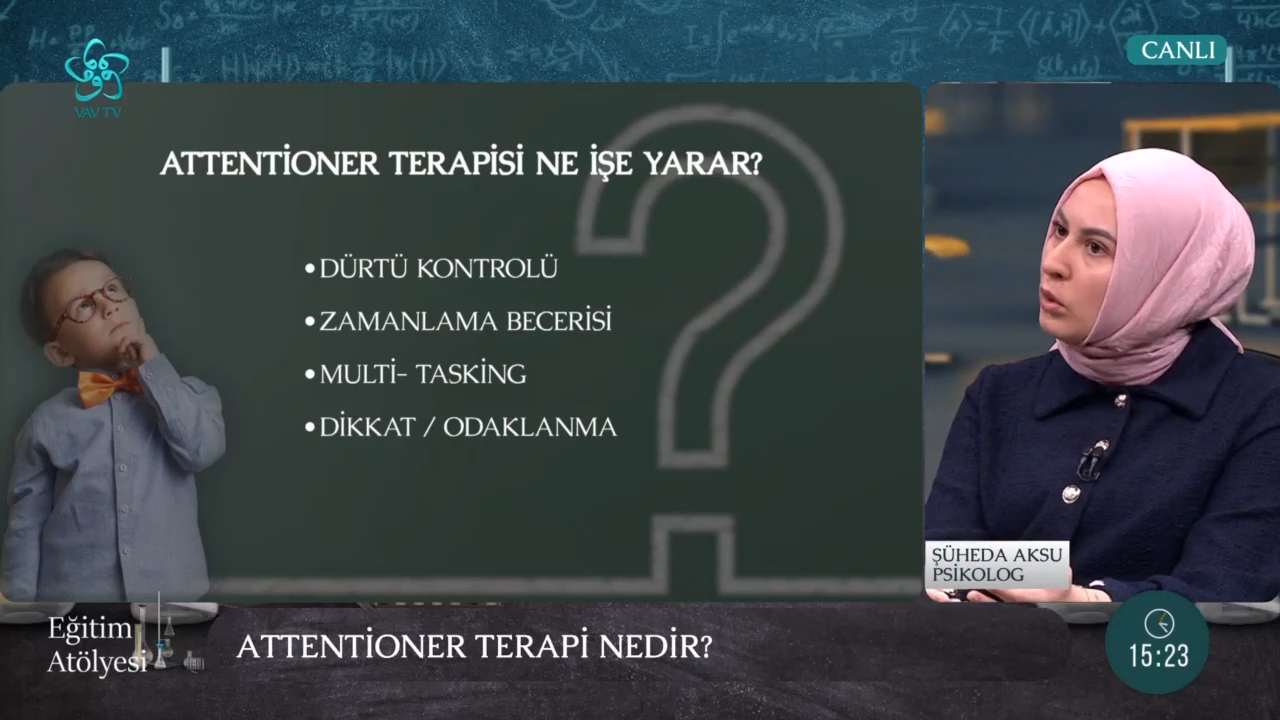 VAV TV
CANLI
ATTENTİONER TERAPİSİ NE İŞE YARAR?
•DÜRTÜ KONTROLÜ
•ZAMANLAMA BECERİSİ
•MULTİ- TASKİNG
•DİKKAT / ODAKLANMA
ŞÜHEDA AKSU
PSİKOLOG
Eğitim
Atölyesi
ATTENTİONER TERAPİ NEDİR?
15:23